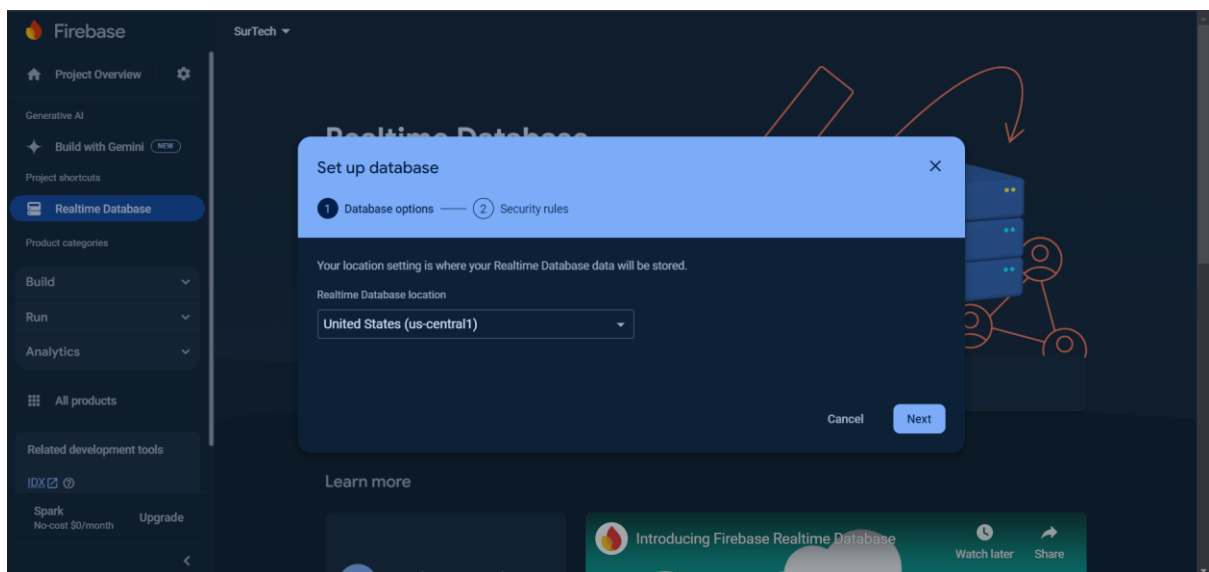 Firebase
SurTech
Project Overview
Generative AI
Build with Gemini NEW
Project shortcuts
Realtime Database
Product categories
Build
Run
Analytics
All products
Related development tools
IDX
Spark
No-cost $0/month
Upgrade
Realtime Database
Set up database
1 Database options
2 Security rules
Your location setting is where your Realtime Database data will be stored.
Realtime Database location
United States (us-central1)
Cancel
Next
Learn more
Introducing Firebase Realtime Database
Watch later
Share